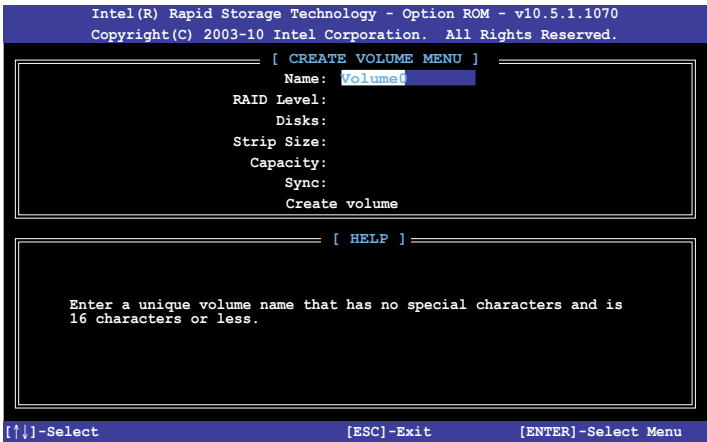 Intel(R) Rapid Storage Technology - Option ROM - v10.5.1.1070
Copyright(C) 2003-10 Intel Corporation.  All Rights Reserved.
[ CREATE VOLUME MENU ]
Name: Volume0
RAID Level:
Disks:
Strip Size:
Capacity:
Sync:
Create volume
[ HELP ]
Enter a unique volume name that has no special characters and is
16 characters or less.
[↑↓]-Select [ESC]-Exit [ENTER]-Select Menu